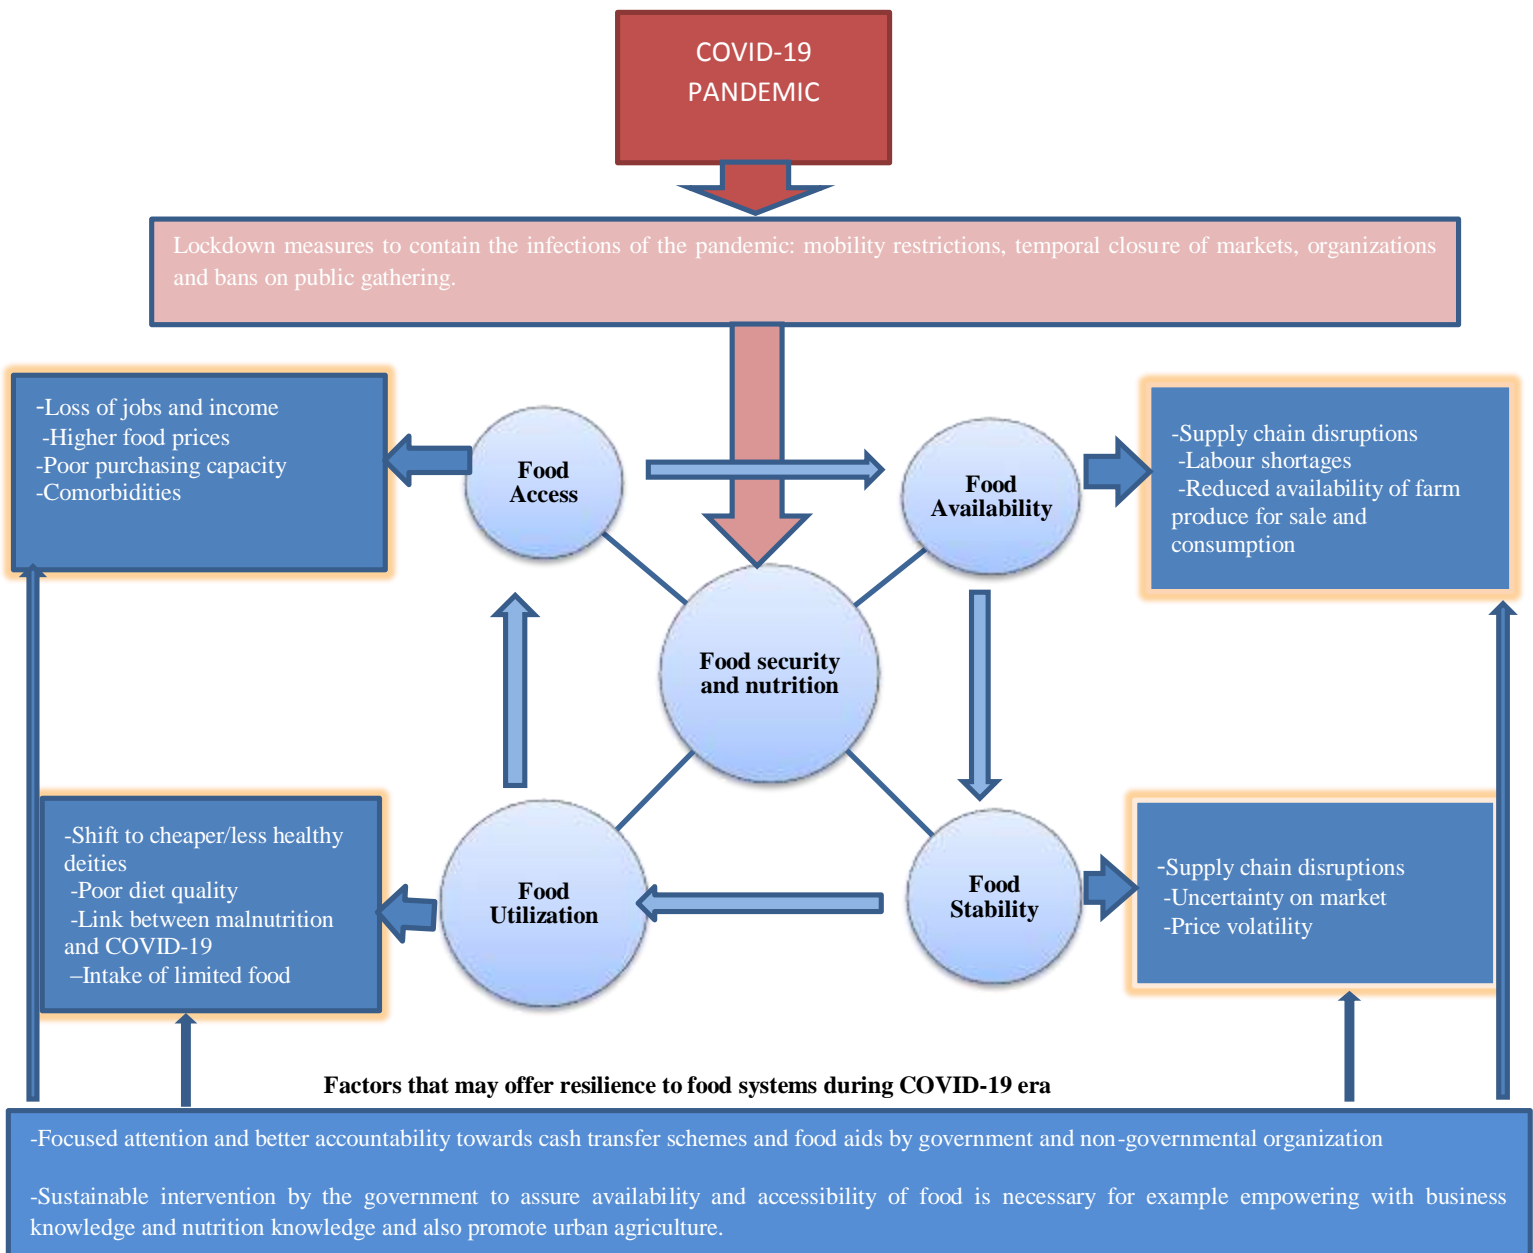 COVID-19
PANDEMIC
Lockdown measures to contain the infections of the pandemic: mobility restrictions, temporal closure of markets, organizations
and bans on public gathering.
-Loss of jobs and income
-Higher food prices
-Poor purchasing capacity
-Comorbidities
Food
Access
Food
Availability
-Supply chain disruptions
-Labour shortages
-Reduced availability of farm
produce for sale and
consumption
Food security
and nutrition
-Shift to cheaper/less healthy
deities
-Poor diet quality
-Link between malnutrition
and COVID-19
–Intake of limited food
Food
Utilization
Food
Stability
-Supply chain disruptions
-Uncertainty on market
-Price volatility
Factors that may offer resilience to food systems during COVID-19 era
-Focused attention and better accountability towards cash transfer schemes and food aids by government and non-governmental organization
-Sustainable intervention by the government to assure availability and accessibility of food is necessary for example empowering with business
knowledge and nutrition knowledge and also promote urban agriculture.